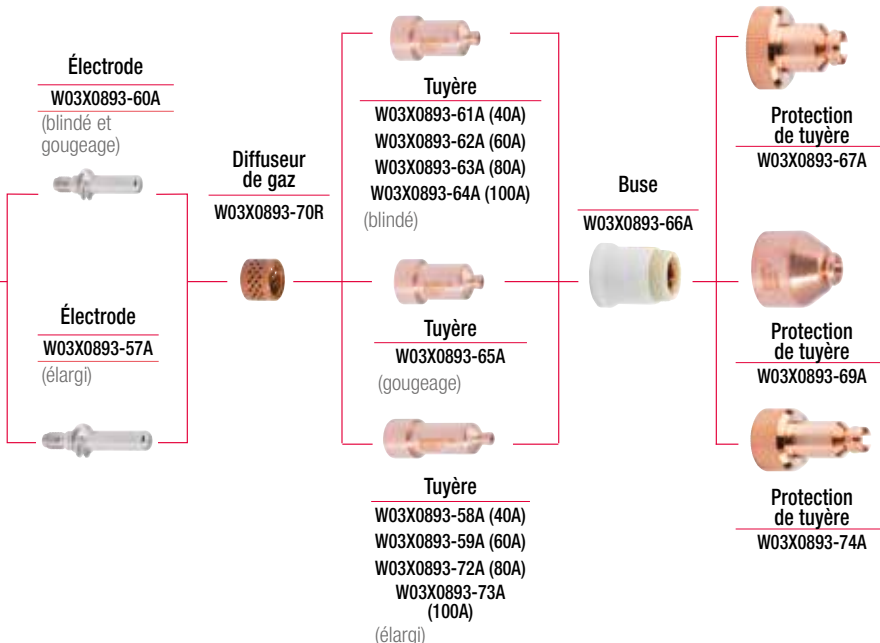 Électrode
W03X0893-60A
(blindé et
gougeage)
Électrode
W03X0893-57A
(élargi)
Diffuseur
de gaz
W03X0893-70R
Tuyère
W03X0893-61A (40A)
W03X0893-62A (60A)
W03X0893-63A (80A)
W03X0893-64A (100A)
(blindé)
Tuyère
W03X0893-65A
(gougeage)
Tuyère
W03X0893-58A (40A)
W03X0893-59A (60A)
W03X0893-72A (80A)
W03X0893-73A
(100A)
(élargi)
Buse
W03X0893-66A
Protection
de tuyère
W03X0893-67A
Protection
de tuyère
W03X0893-69A
Protection
de tuyère
W03X0893-74A